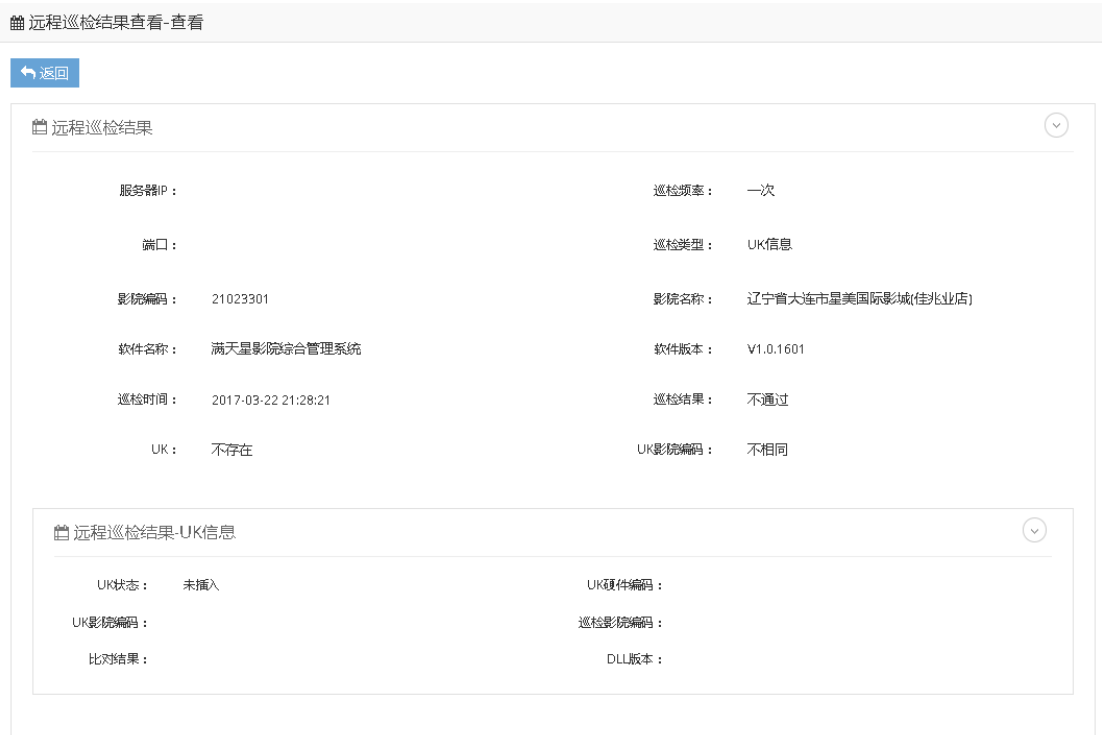 远程巡检结果查看-查看
返回
远程巡检结果
服务器IP： 巡检频率： 一次
端口： 巡检类型： UK信息
影院编码： 21023301 影院名称： 辽宁省大连市星美国际影城(佳兆业店)
软件名称： 满天星影院综合管理系统 软件版本： V1.0.1601
巡检时间： 2017-03-22 21:28:21 巡检结果： 不通过
UK： 不存在 UK影院编码： 不相同
远程巡检结果-UK信息
UK状态： 未插入 UK硬件编码：
UK影院编码： 巡检影院编码：
比对结果： DLL版本：